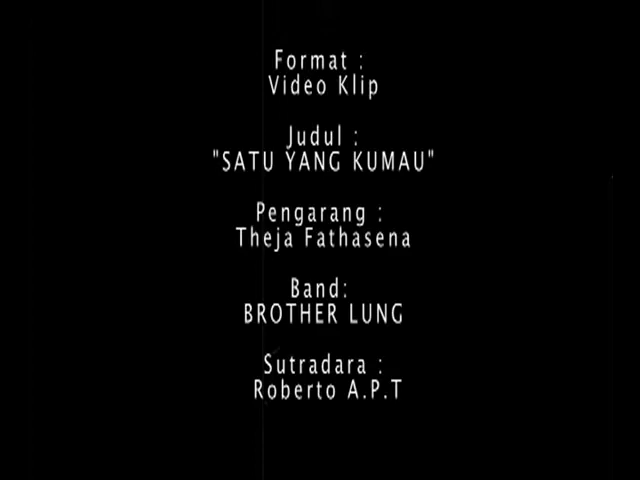 Format :
Video Klip
Judul :
"SATU YANG KUMAU"
Pengarang :
Theja Fathasena
Band:
BROTHER LUNG
Sutradara :
Roberto A.P.T